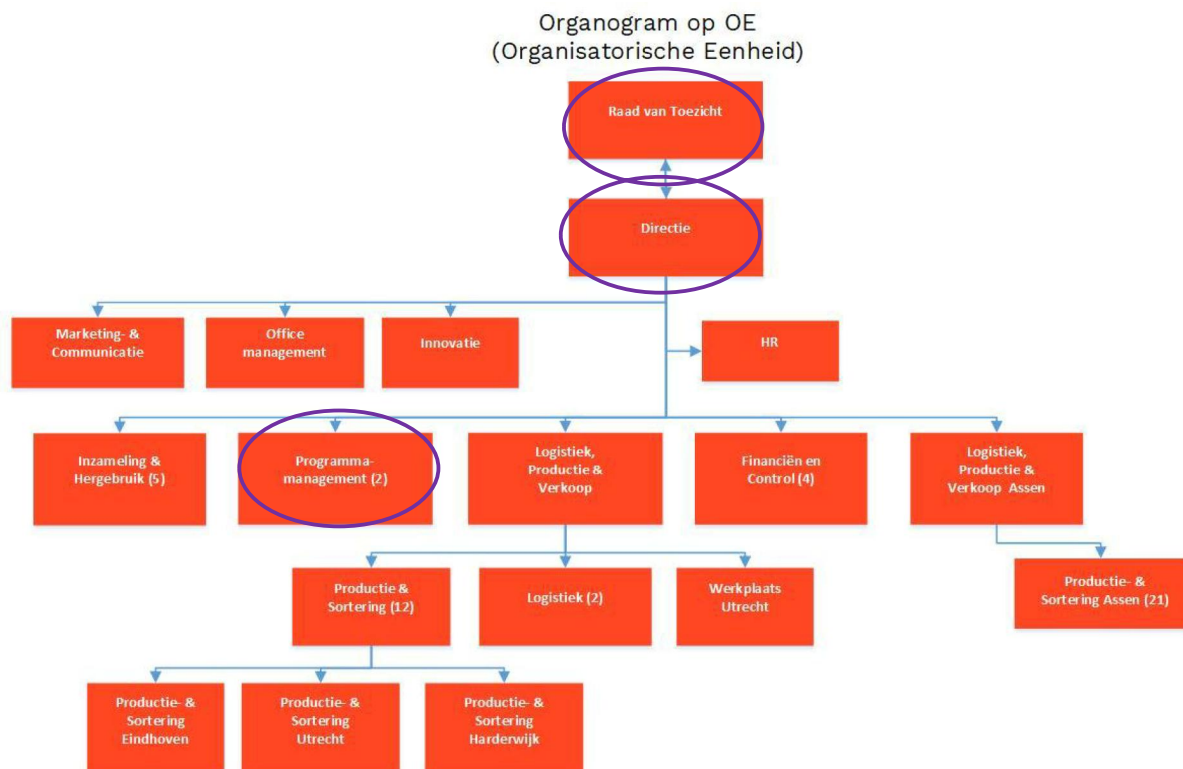 Organogram op OE
(Organisatorische Eenheid)
Raad van Toezicht
Directie
Marketing- &
Communicatie
Office
management
Innovatie
HR
Inzameling &
Hergebruik (5)
Programma-
management (2)
Logistiek,
Productie &
Verkoop
Financiën en
Control (4)
Logistiek,
Productie &
Verkoop Assen
Productie &
Sortering (12)
Logistiek (2)
Werkplaats
Utrecht
Productie- &
Sortering Assen (21)
Productie- &
Sortering
Eindhoven
Productie- &
Sortering
Utrecht
Productie- &
Sortering
Harderwijk